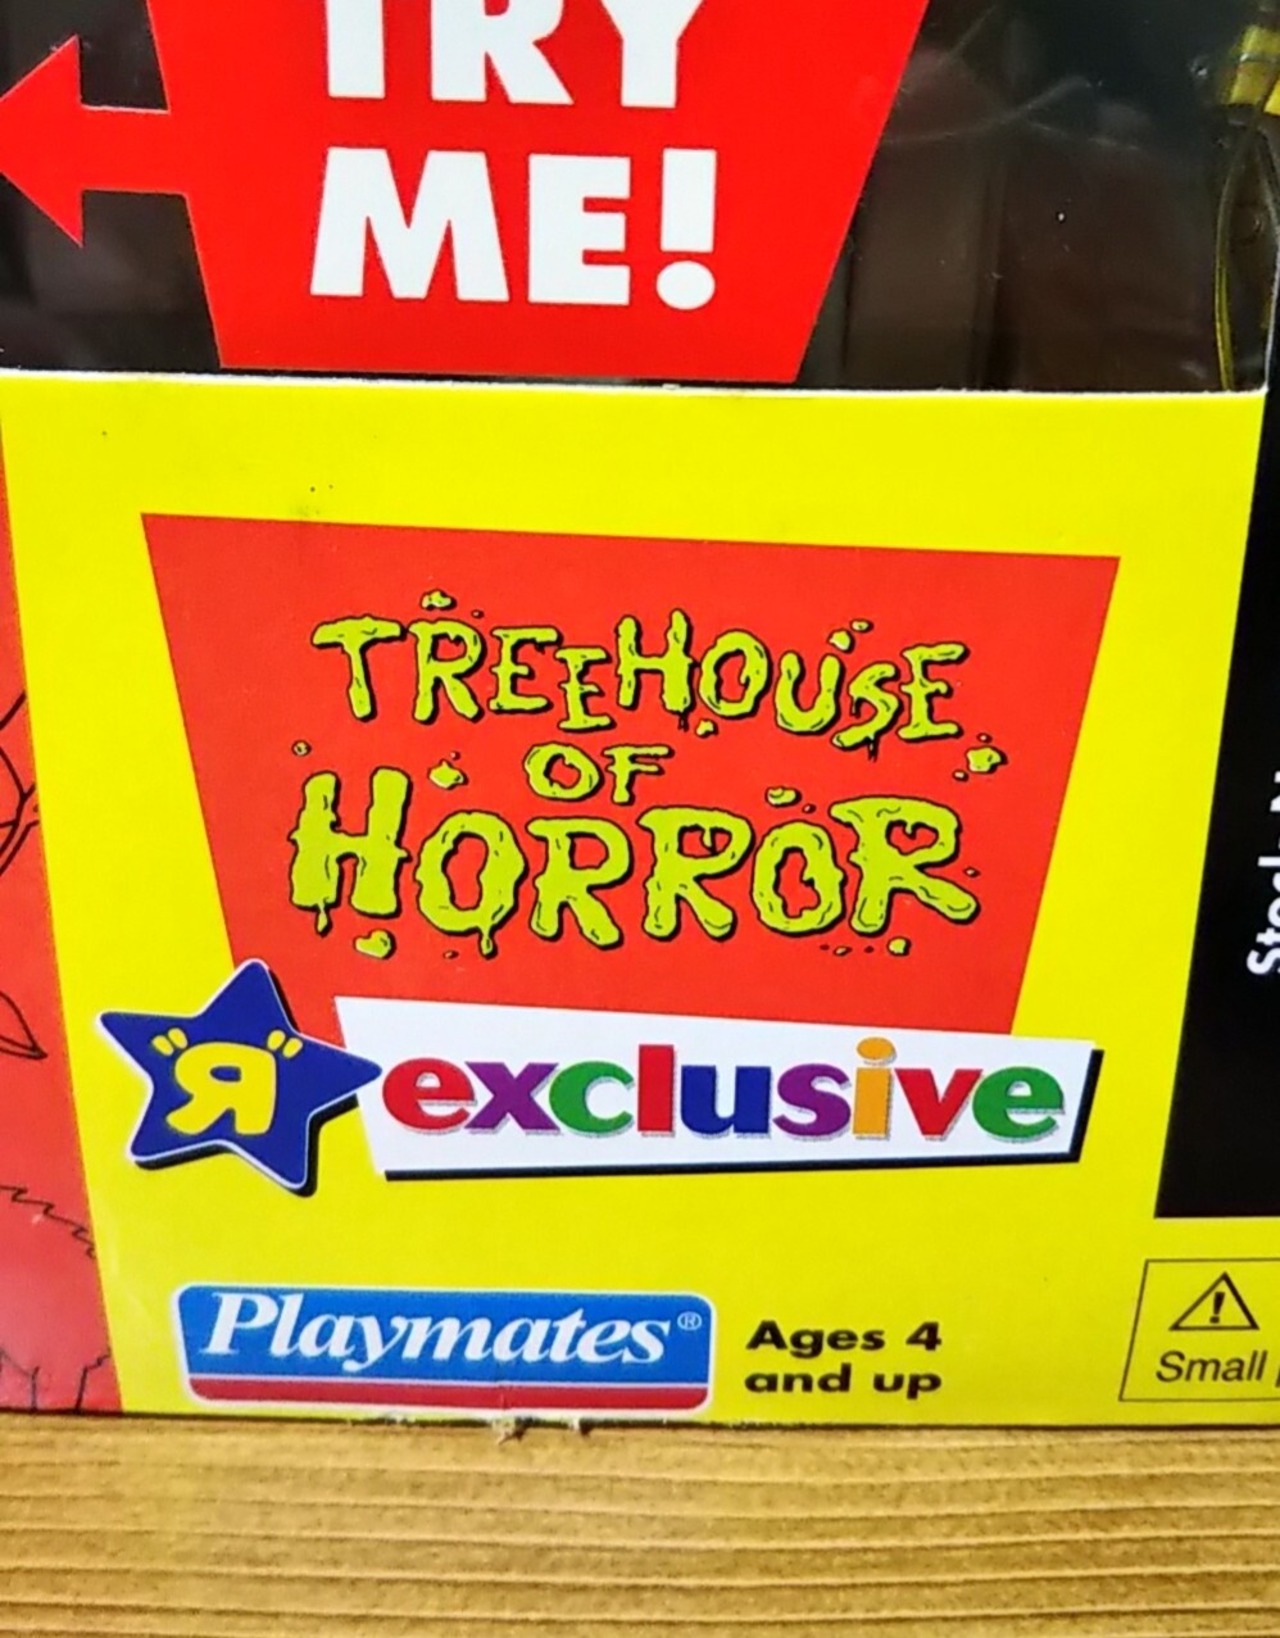 TRY
ME!
TREEHOUSE
OF
HORROR
"R" exclusive
Playmates®
Ages 4
and up
Small